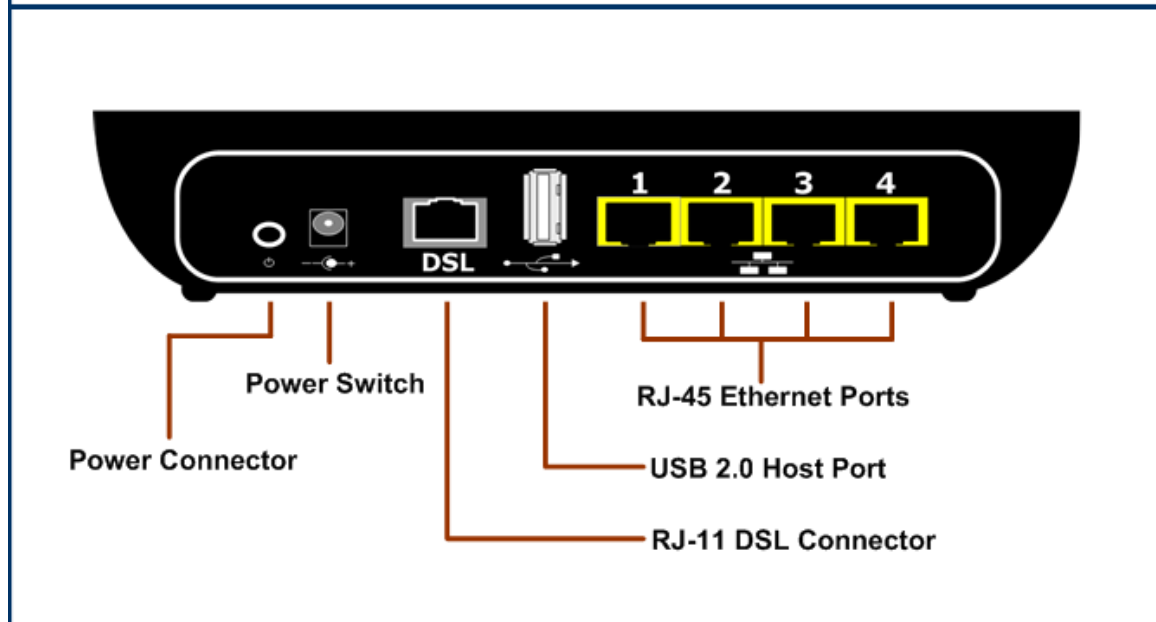 1 2 3 4
DSL
Power Switch
RJ-45 Ethernet Ports
Power Connector
USB 2.0 Host Port
RJ-11 DSL Connector